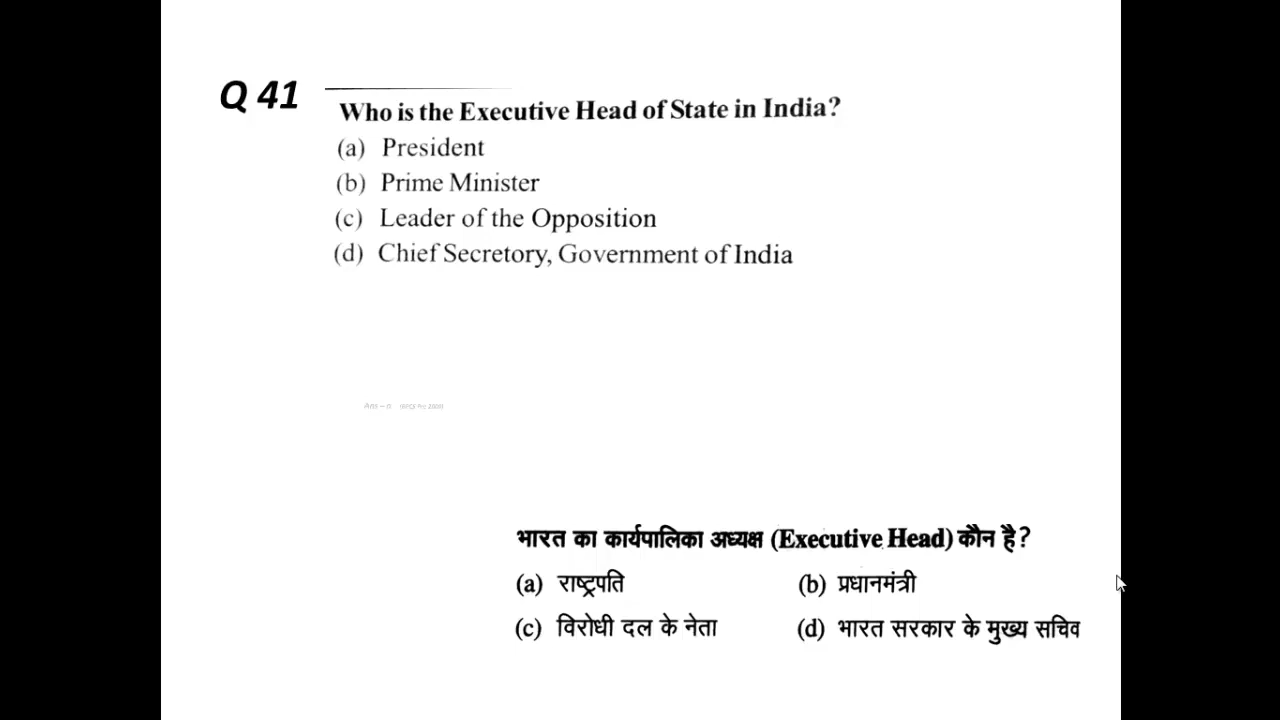 Q 41
Who is the Executive Head of State in India?
(a) President
(b) Prime Minister
(c) Leader of the Opposition
(d) Chief Secretory, Government of India
Ans –
भारत का कार्यपालिका अध्यक्ष (Executive Head) कौन है?
(a) राष्ट्रपति (b) प्रधानमंत्री
(c) विरोधी दल के नेता (d) भारत सरकार के मुख्य सचिव